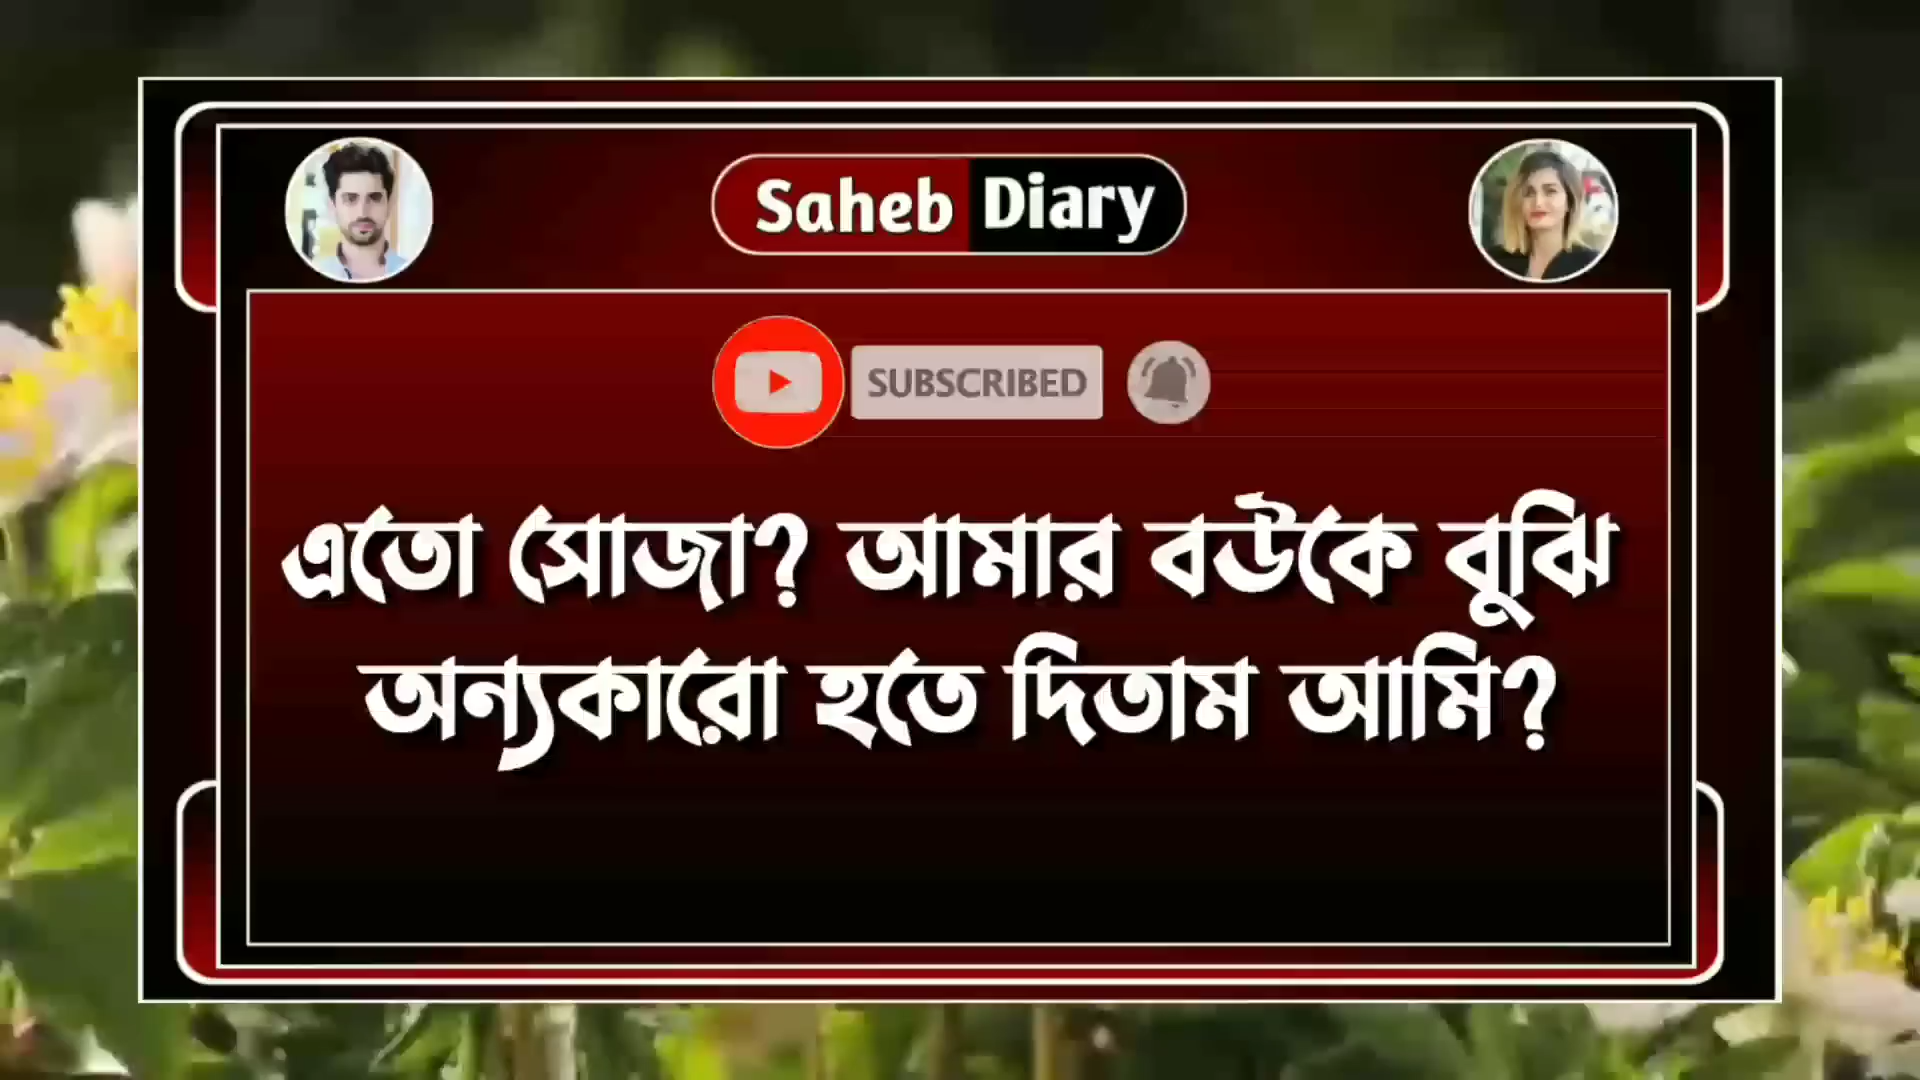 Saheb Diary
SUBSCRIBED
এতো সোজা? আমার বউকে বুঝি
অন্যকারো হতে দিতাম আমি?